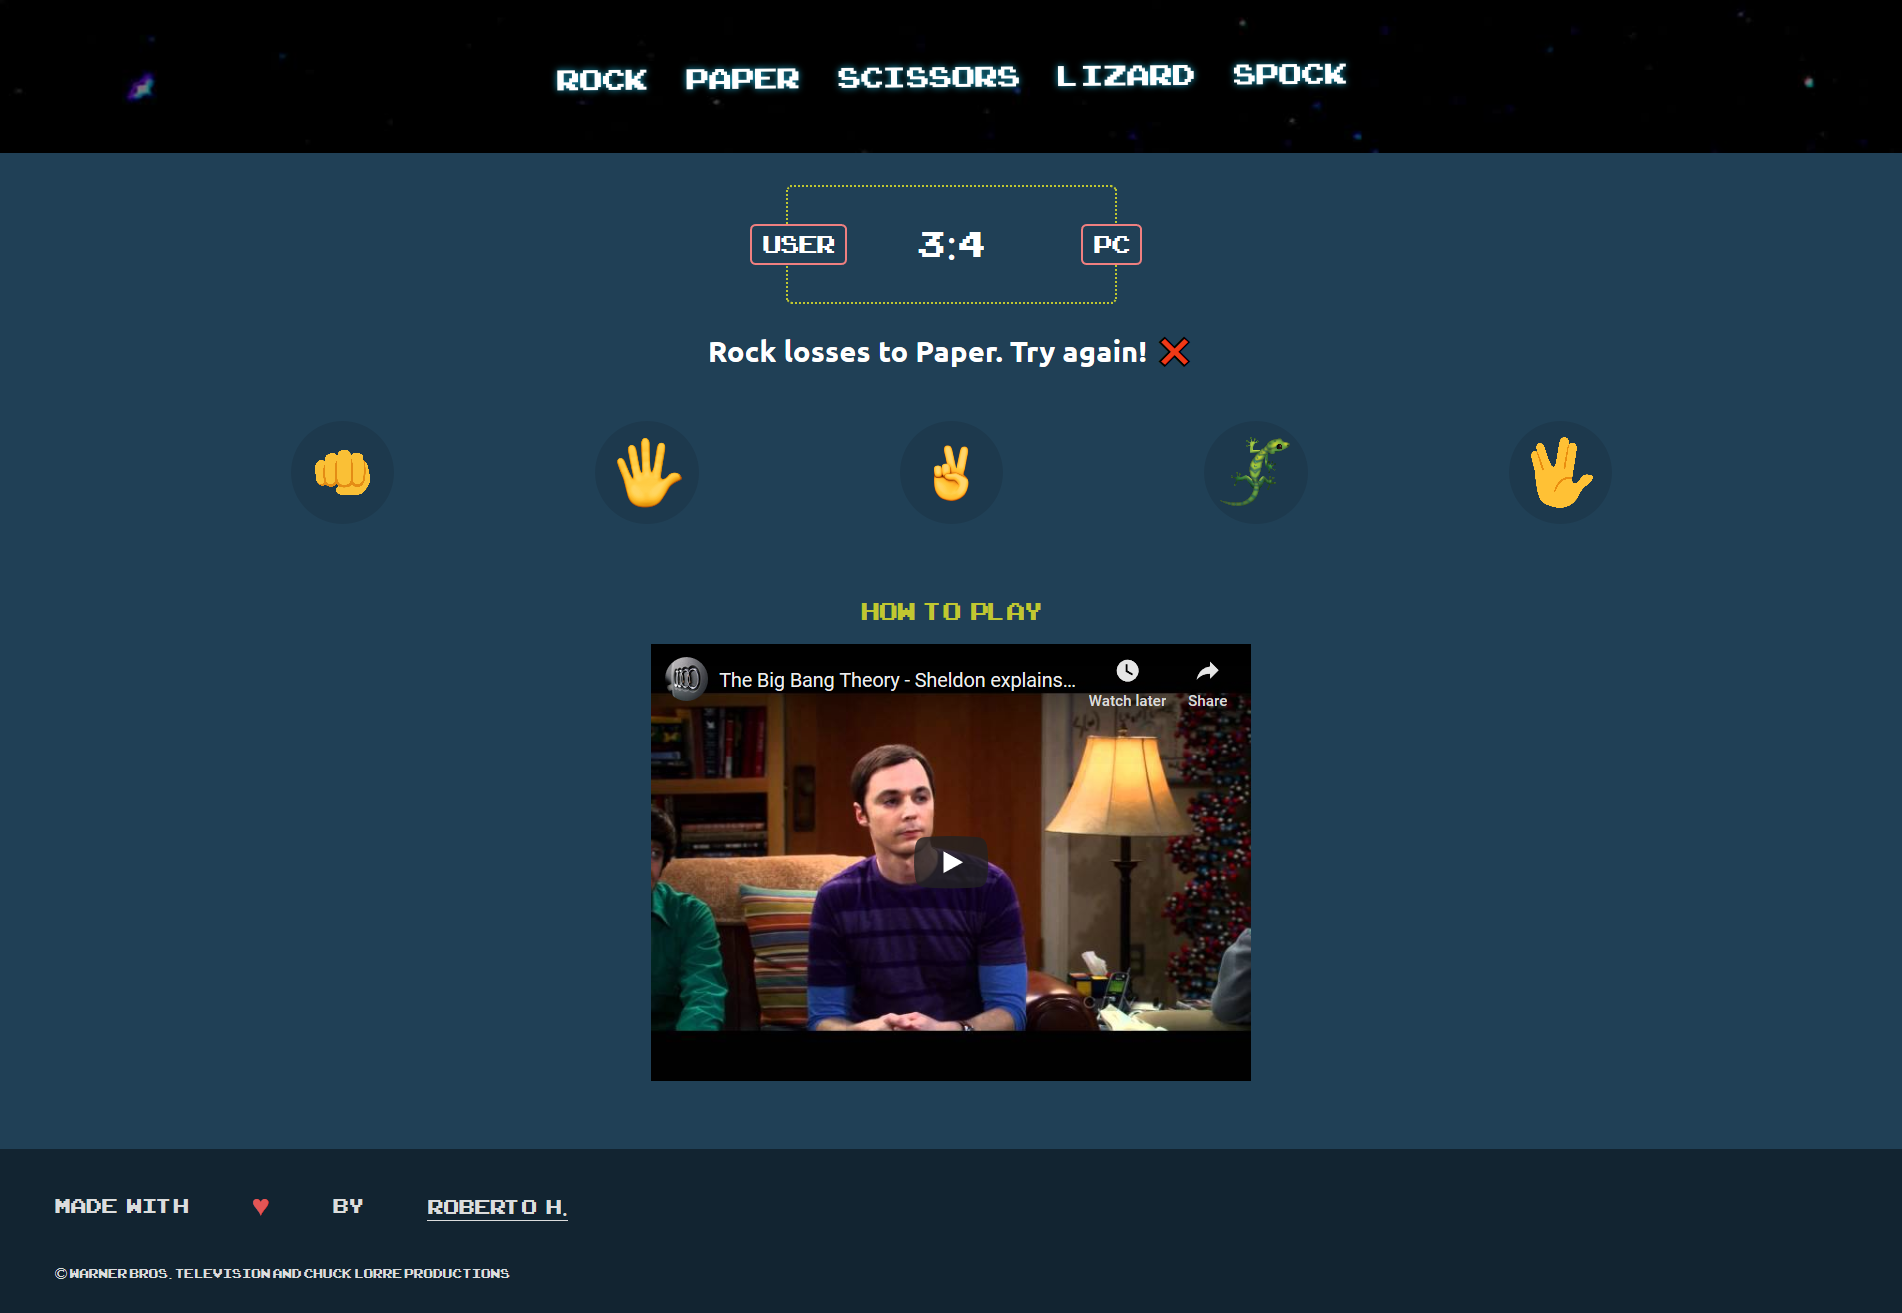 ROCK PAPER SCISSORS LIZARD SPOCK
USER 3:4 PC
Rock losses to Paper. Try again! ❌
HOW TO PLAY
The Big Bang Theory - Sheldon explains...
Watch later Share
MADE WITH ♥ BY ROBERTO H.
© WARNER BROS. TELEVISION AND CHUCK LORRE PRODUCTIONS